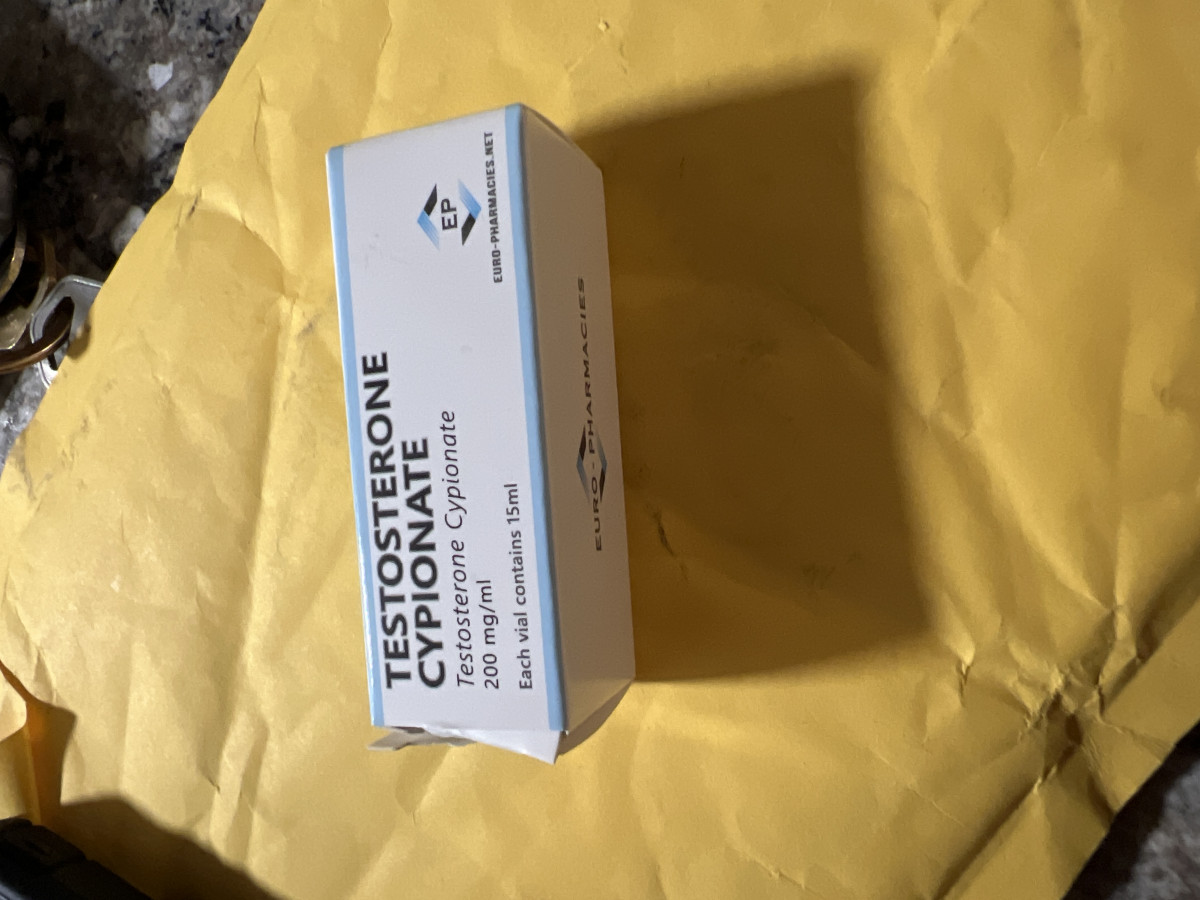 TESTOSTERONE
CYPIONATE
Testosterone Cypionate
200 mg/ml
Each vial contains 15ml
EP
EURO-PHARMACIES.NET
EURO-PHARMACIES